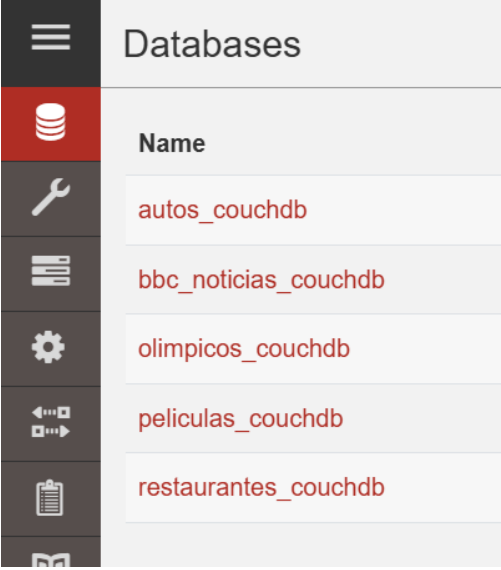 Databases
Name
autos_couchdb
bbc_noticias_couchdb
olimpicos_couchdb
peliculas_couchdb
restaurantes_couchdb